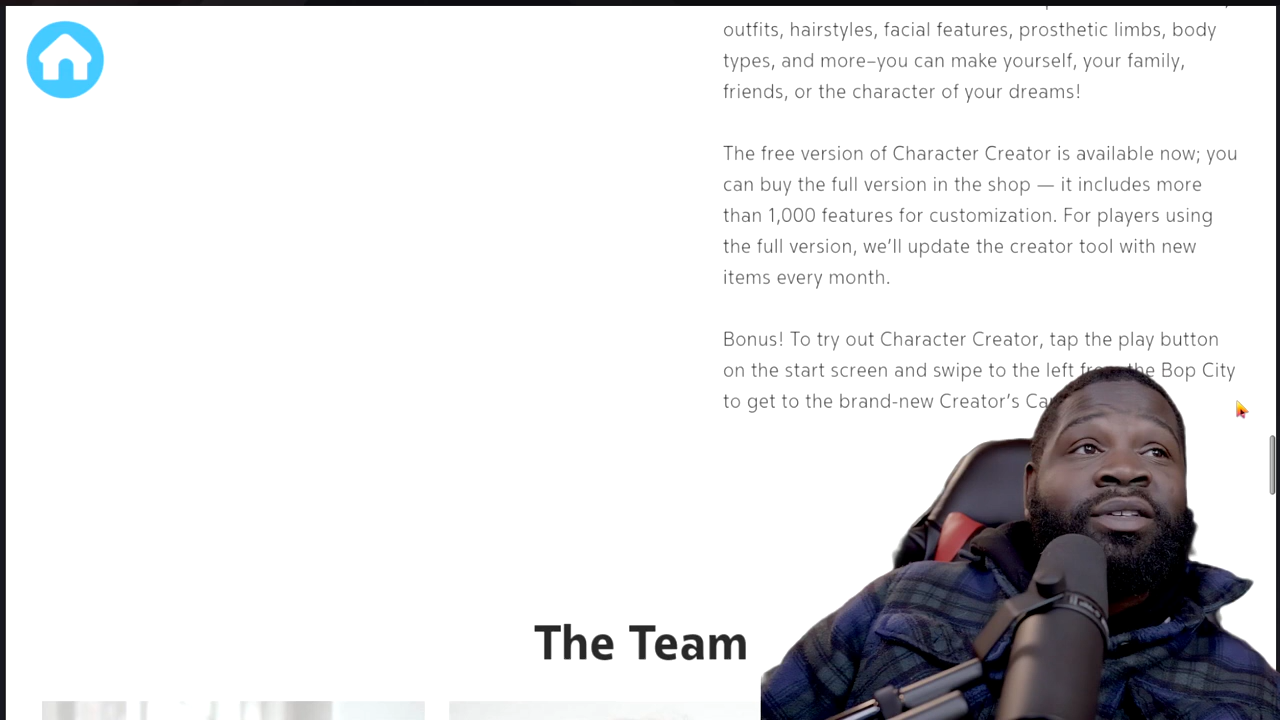 outfits, hairstyles, facial features, prosthetic limbs, body
types, and more–you can make yourself, your family,
friends, or the character of your dreams!
The free version of Character Creator is available now; you
can buy the full version in the shop — it includes more
than 1,000 features for customization. For players using
the full version, we’ll update the creator tool with new
items every month.
Bonus! To try out Character Creator, tap the play button
on the start screen and swipe to the left the Bop City
to get to the brand-new Creator’s
The Team